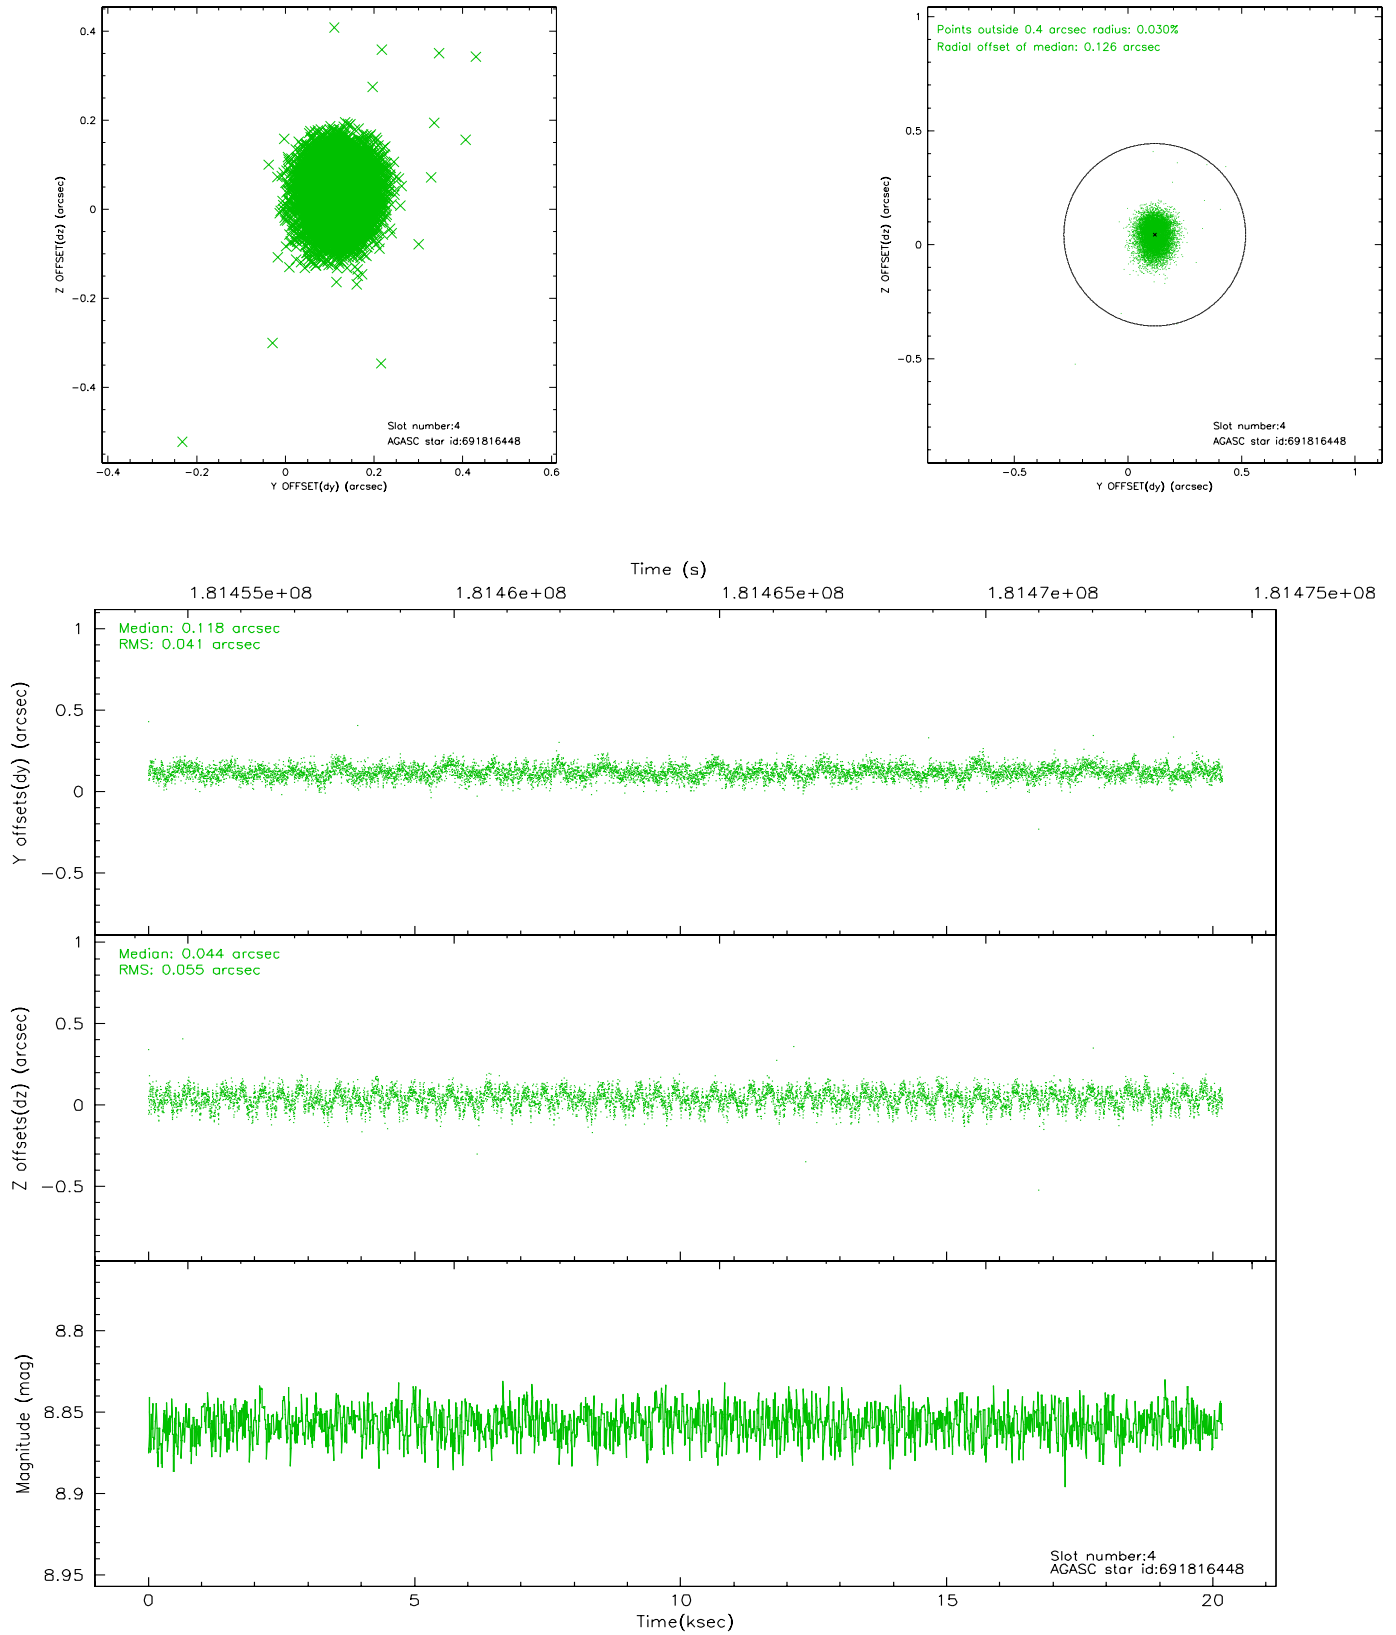 0.4
0.2
0
−0.2
−0.4
Z OFFSET(dz) (arcsec)
Slot number:4
AGASC star id:691816448
−0.4 −0.2 0 0.2 0.4 0.6
Y OFFSET(dy) (arcsec)
Points outside 0.4 arcsec radius: 0.030%
Radial offset of median: 0.126 arcsec
1
0.5
0
−0.5
Z OFFSET(dz) (arcsec)
Slot number:4
AGASC star id:691816448
−0.5 0 0.5 1
Y OFFSET(dy) (arcsec)
Time (s)
1.81455e+08 1.8146e+08 1.81465e+08 1.8147e+08 1.81475e+08
Median: 0.118 arcsec
RMS: 0.041 arcsec
1
0.5
0
−0.5
Y offsets(dy) (arcsec)
Median: 0.044 arcsec
RMS: 0.055 arcsec
1
0.5
0
−0.5
Z offsets(dz) (arcsec)
8.8
8.85
8.9
8.95
Magnitude (mag)
Slot number:4
AGASC star id:691816448
0 5 10 15 20
Time(ksec)